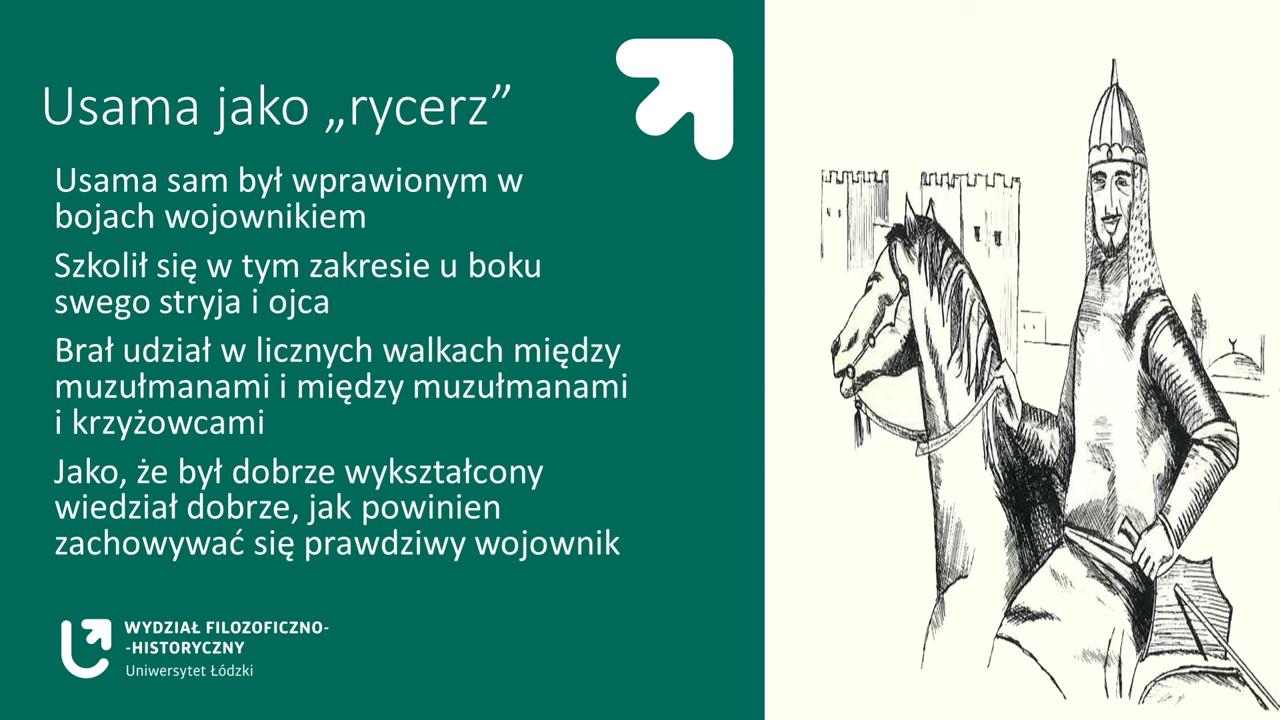 Usama jako „rycerz”
Usama sam był wprawionym w
bojach wojownikiem
Szkolił się w tym zakresie u boku
swego stryja i ojca
Brał udział w licznych walkach między
muzułmanami i między muzułmanami
i krzyżowcami
Jako, że był dobrze wykształcony
wiedział dobrze, jak powinien
zachowywać się prawdziwy wojownik
WYDZIAŁ FILOZOFICZNO-
-HISTORYCZNY
Uniwersytet Łódzki